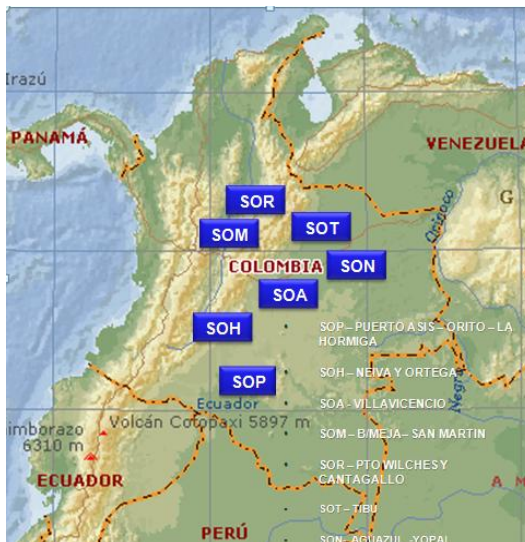 Irazú
PANAMÁ
VENEZUELA
Orinoco
G
SOR
SOM
SOT
COLOMBIA
SON
SOA
SOH
SOP – PUERTO ASIS – ORITO – LA
HORMIGA
SOP
SOH – NEIVA Y ORTEGA
Negro
Ecuador
SOA - VILLAVICENCIO
imborazo
Volcán Cotopaxi 5897 m
6310 m
SOM – B/MEJA – SAN MARTIN
ECUADOR
SOR – PTO WILCHES Y
CANTAGALLO
A M
SOT – TIBU
PERÚ
SON- AGUAZUL -YOPAL